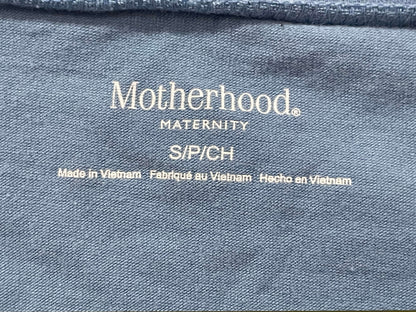 Motherhood®
MATERNITY
S/P/CH
Made in Vietnam Fabriqué au Vietnam Hecho en Vietnam